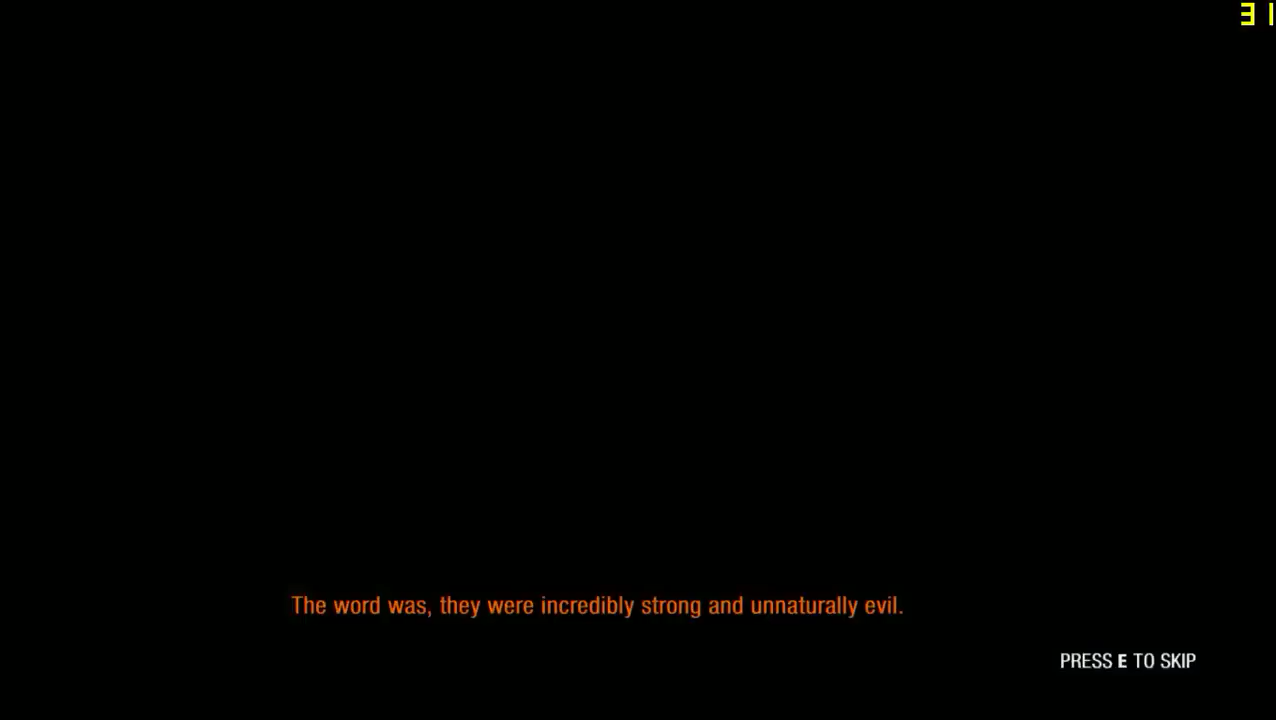 31
The word was, they were incredibly strong and unnaturally evil.
PRESS E TO SKIP